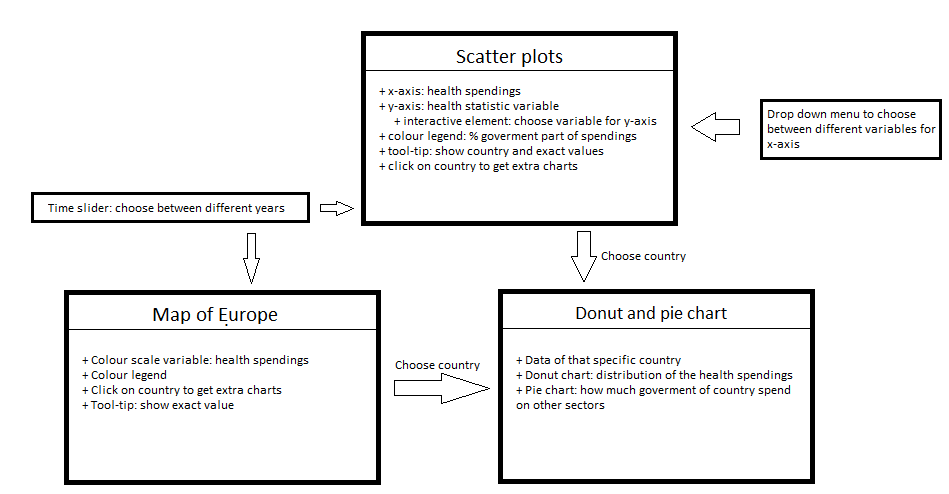 Scatter plots
+ x-axis: health spendings
+ y-axis: health statistic variable
+ interactive element: choose variable for y-axis
+ colour legend: % goverment part of spendings
+ tool-tip: show country and exact values
+ click on country to get extra charts
Drop down menu to choose
between different variables for
x-axis
Time slider: choose between different years
Choose country
Map of Europe
+ Colour scale variable: health spendings
+ Colour legend
+ Click on country to get extra charts
+ Tool-tip: show exact value
Choose country
Donut and pie chart
+ Data of that specific country
+ Donut chart: distribution of the health spendings
+ Pie chart: how much goverment of country spend
on other sectors